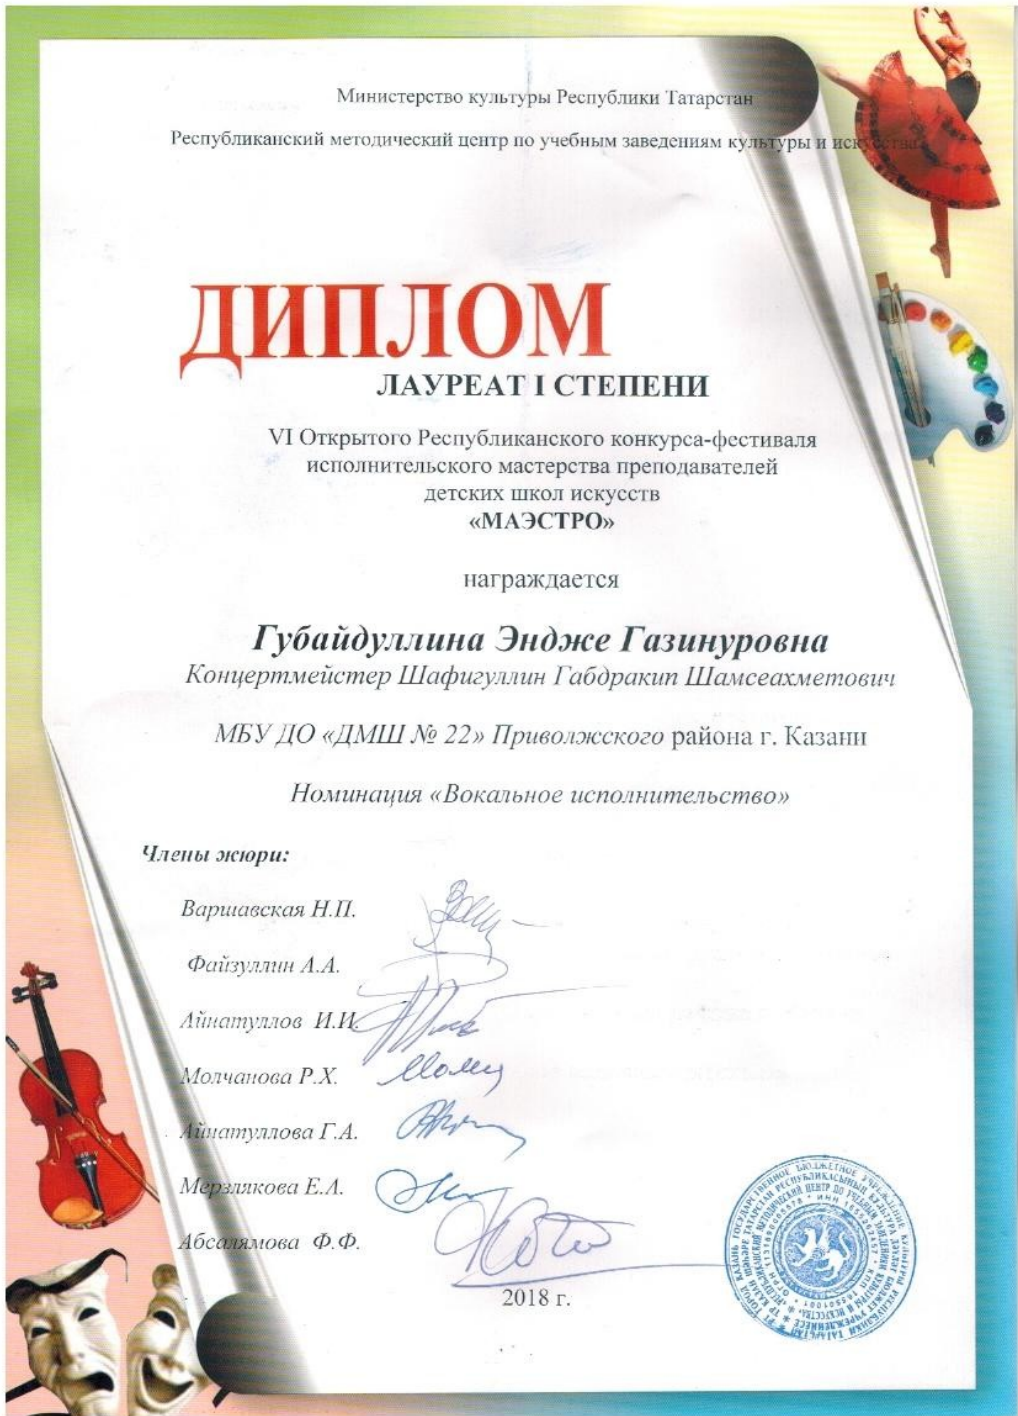 Министерство культуры Республики Татарстан
Республиканский методический центр по учебным заведениям культуры и искусства
ДИПЛОМ
ЛАУРЕАТ I СТЕПЕНИ
VI Открытого Республиканского конкурса-фестиваля
исполнительского мастерства преподавателей
детских школ искусств
«МАЭСТРО»
награждается
Губайдуллина Эндже Газинуровна
Концертмейстер Шафигуллин Габдракип Шамсеахметович
МБУ ДО «ДМШ № 22» Приволжского района г. Казани
Номинация «Вокальное исполнительство»
Члены жюри:
Варшавская Н.П.
Файзуллин А.А.
Айнатуллов И.И.
Молчанова Р.Х.
Айнатуллова Г.А.
Мерзлякова Е.А.
Абсалямова Ф.Ф.
2018 г.